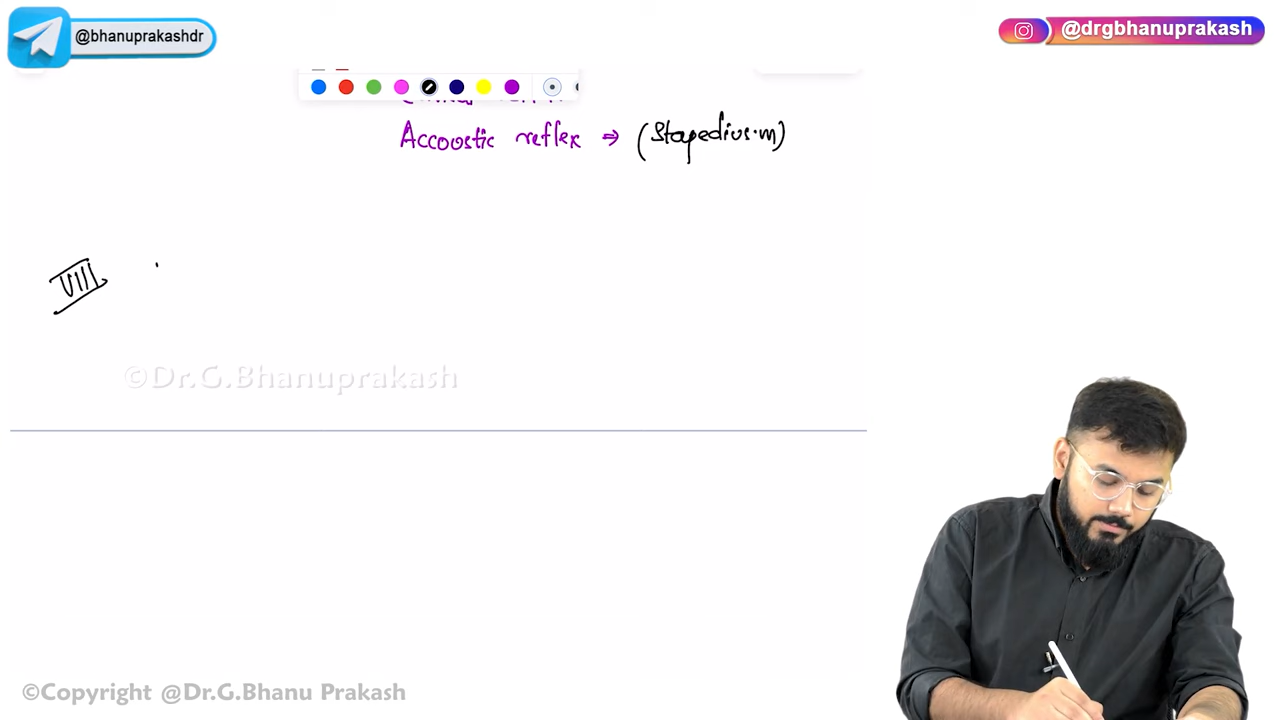 @bhanuprakashdr
@drgbhanuprakash
Accoostic reflex ⇒ (Stapedius.m)
VIII
©Dr.G.Bhanuprakash
©Copyright @Dr.G.Bhanu Prakash